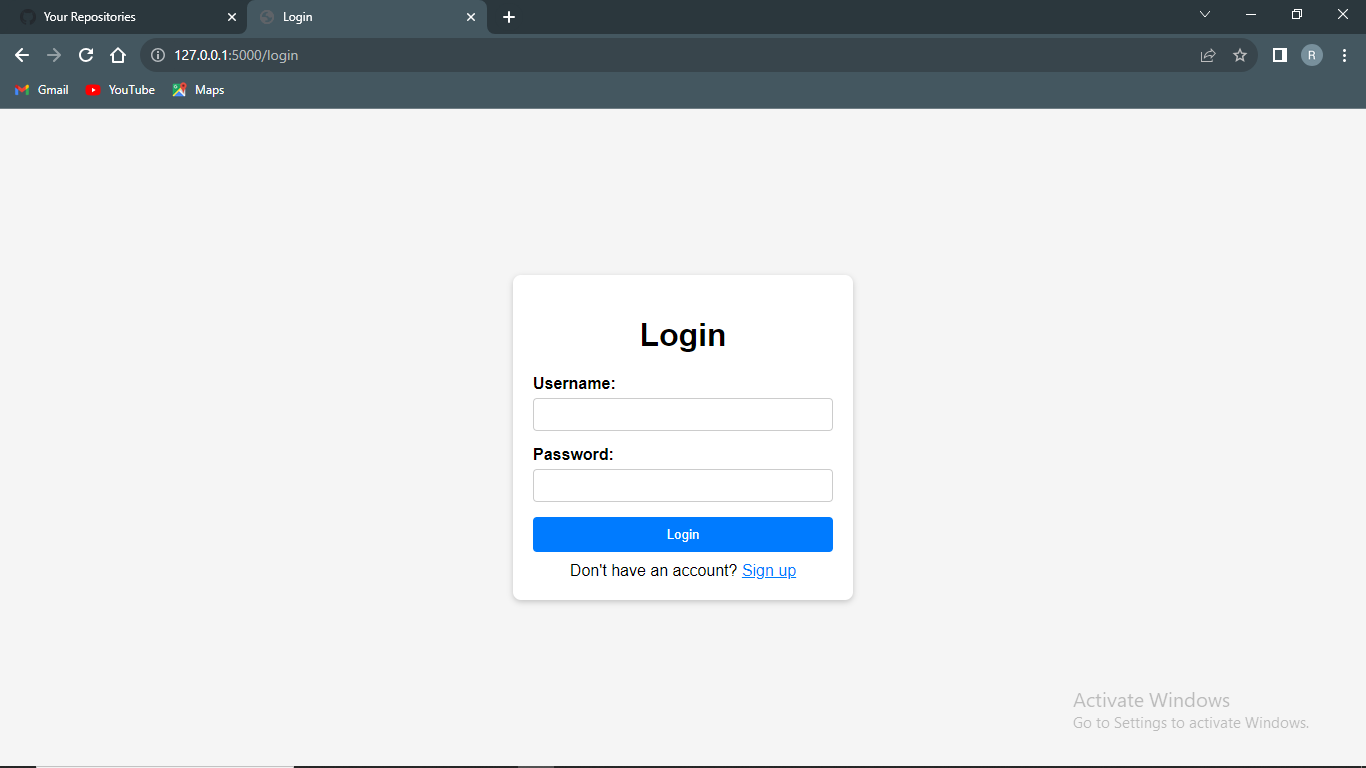 Your Repositories
Login
127.0.0.1:5000/login
R
Gmail
YouTube
Maps
Login
Username:
Password:
Login
Don't have an account? Sign up
Activate Windows
Go to Settings to activate Windows.